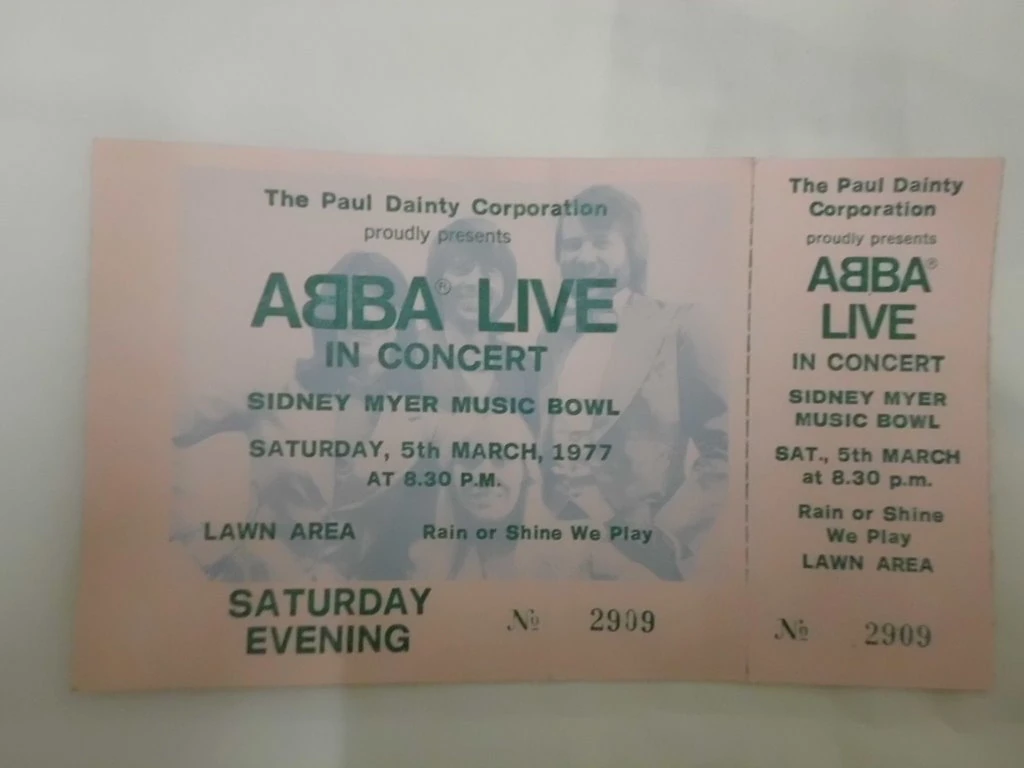 The Paul Dainty Corporation
proudly presents
ABBA® LIVE
IN CONCERT
SIDNEY MYER MUSIC BOWL
SATURDAY, 5th MARCH, 1977
AT 8.30 P.M.
LAWN AREA Rain or Shine We Play
SATURDAY
EVENING
№ 2909
The Paul Dainty
Corporation
proudly presents
ABBA®
LIVE
IN CONCERT
SIDNEY MYER
MUSIC BOWL
SAT., 5th MARCH
at 8.30 p.m.
Rain or Shine
We Play
LAWN AREA
№ 2909